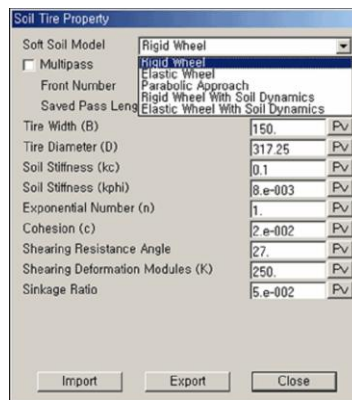 Soil Tire Property
Soft Soil Model Rigid Wheel
Multipass Rigid Wheel
Elastic Wheel
Front Number Parabolic Approach
Rigid Wheel With Soil Dynamics
Saved Pass Leng Elastic Wheel With Soil Dynamics
Tire Width (B) 150. Pv
Tire Diameter (D) 317.25 Pv
Soil Stiffness (kc) 0.1 Pv
Soil Stiffness (kphi) 8.e-003 Pv
Exponential Number (n) 1. Pv
Cohesion (c) 2.e-002 Pv
Shearing Resistance Angle 27. Pv
Shearing Deformation Modules (K) 250. Pv
Sinkage Ratio 5.e-002 Pv
Import Export Close